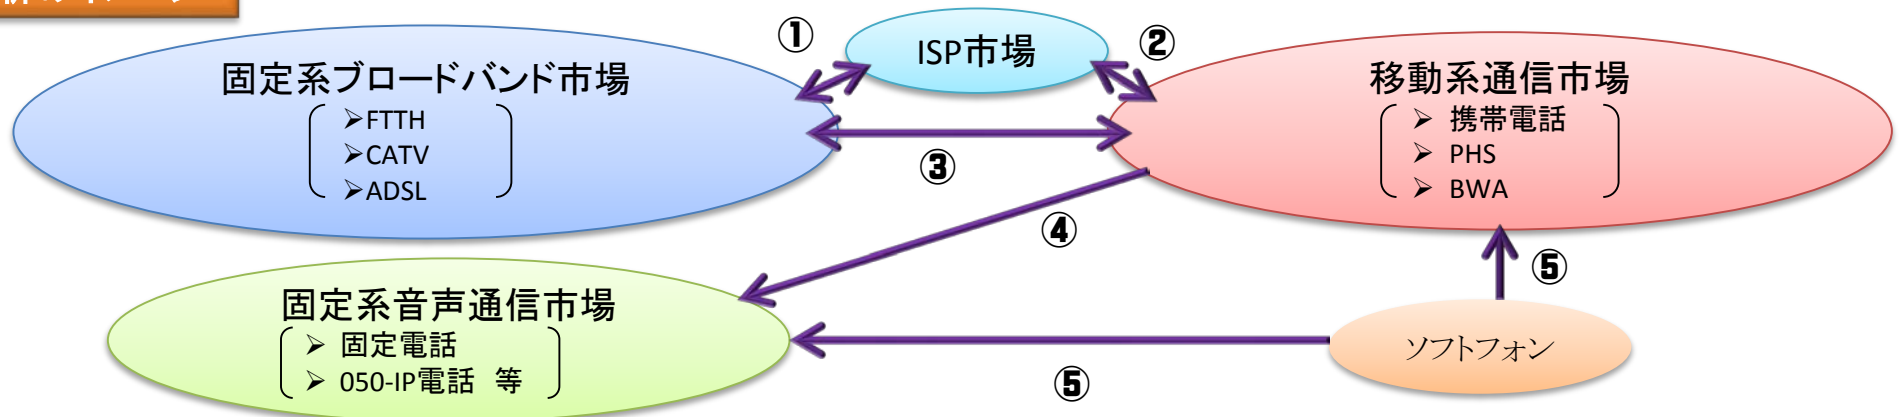 ①
ISP市場
②
固定系ブロードバンド市場
➢FTTH
➢CATV
➢ADSL
移動系通信市場
➢ 携帯電話
➢ PHS
➢ BWA
③
④
⑤
固定系音声通信市場
➢ 固定電話
➢ 050-IP電話 等
ソフトフォン
⑤